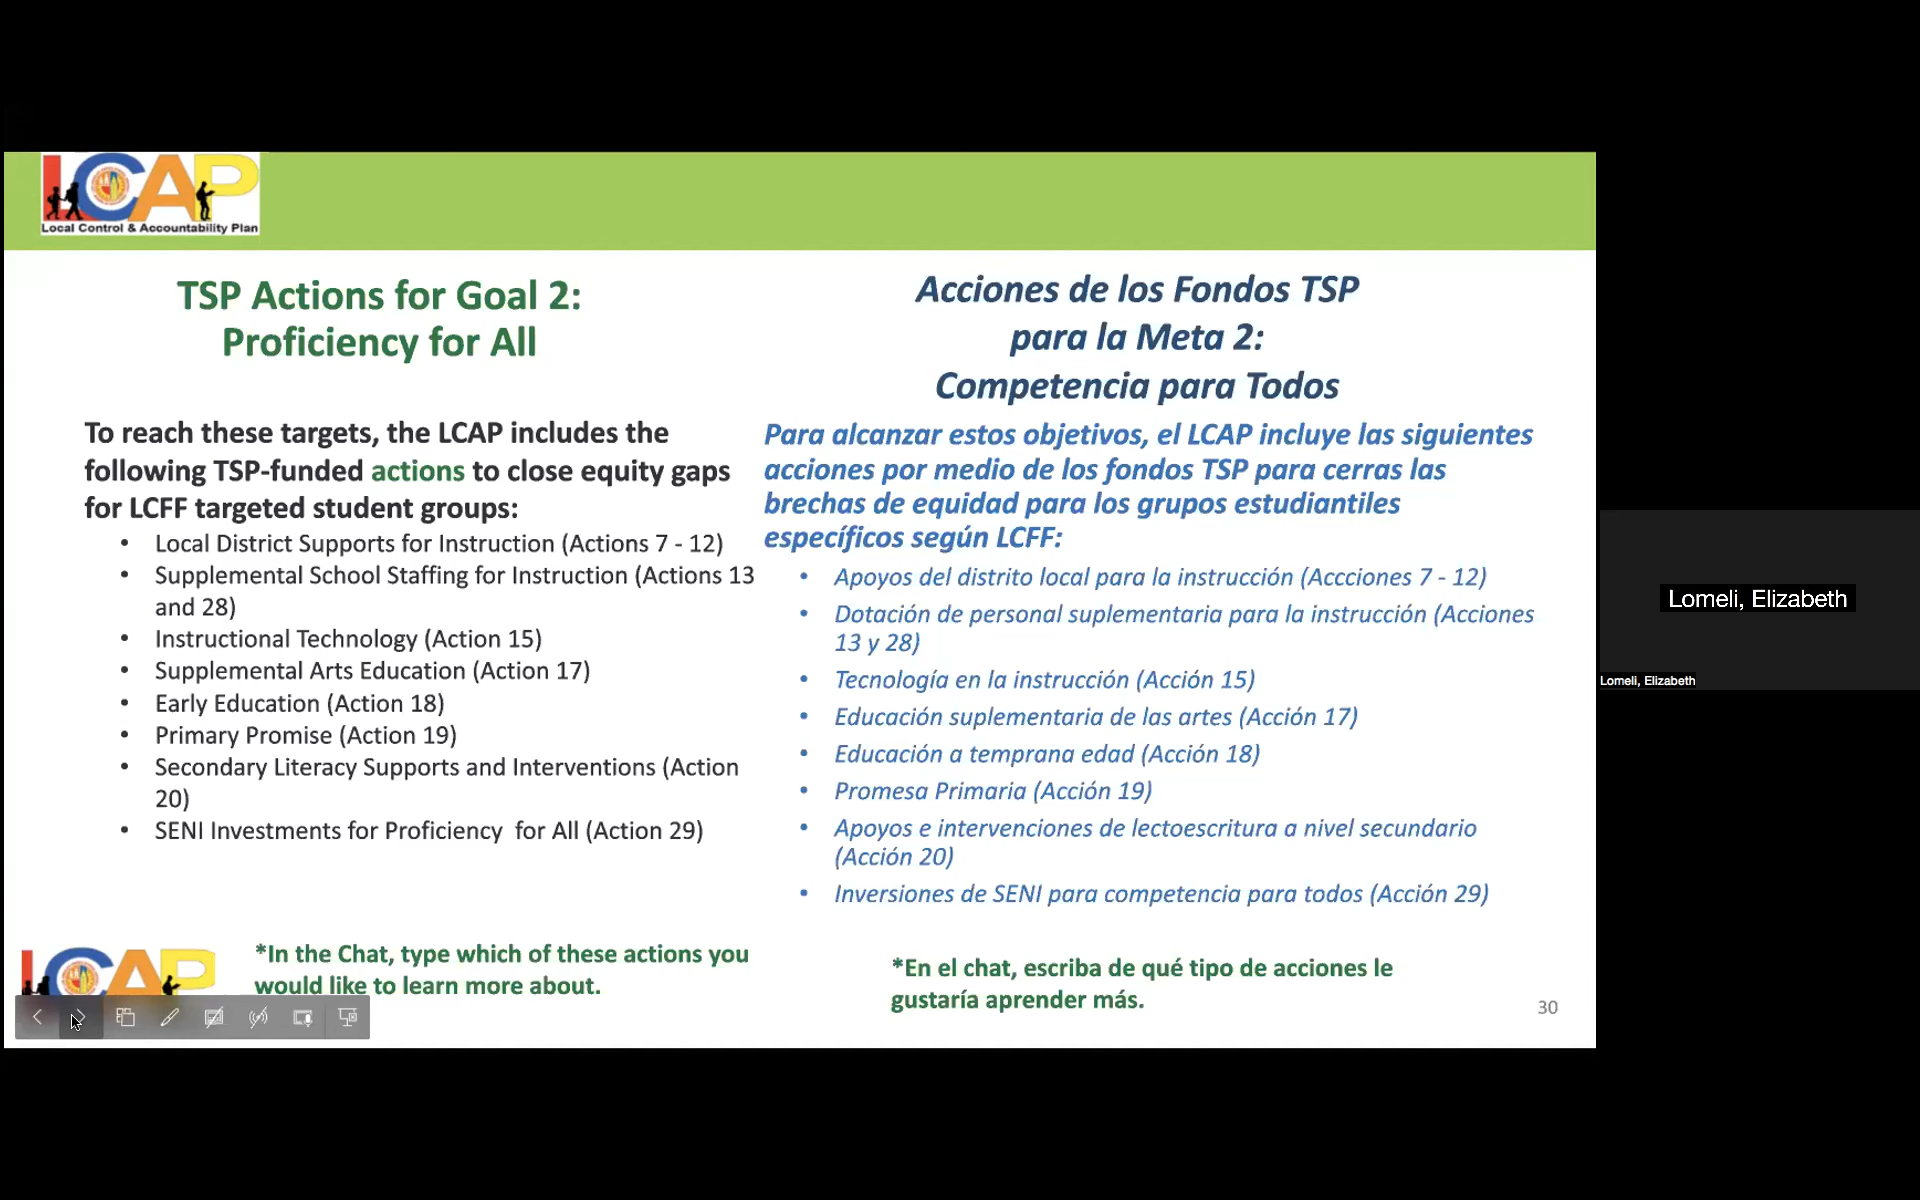 LCAP
Local Control & Accountability Plan
TSP Actions for Goal 2:
Proficiency for All
To reach these targets, the LCAP includes the
following TSP-funded actions to close equity gaps
for LCFF targeted student groups:
• Local District Supports for Instruction (Actions 7 - 12)
• Supplemental School Staffing for Instruction (Actions 13
and 28)
• Instructional Technology (Action 15)
• Supplemental Arts Education (Action 17)
• Early Education (Action 18)
• Primary Promise (Action 19)
• Secondary Literacy Supports and Interventions (Action
20)
• SENI Investments for Proficiency  for All (Action 29)
*In the Chat, type which of these actions you
would like to learn more about.
Acciones de los Fondos TSP
para la Meta 2:
Competencia para Todos
Para alcanzar estos objetivos, el LCAP incluye las siguientes
acciones por medio de los fondos TSP para cerras las
brechas de equidad para los grupos estudiantiles
específicos según LCFF:
• Apoyos del distrito local para la instrucción (Accciones 7 - 12)
• Dotación de personal suplementaria para la instrucción (Acciones
13 y 28)
• Tecnología en la instrucción (Acción 15)
• Educación suplementaria de las artes (Acción 17)
• Educación a temprana edad (Acción 18)
• Promesa Primaria (Acción 19)
• Apoyos e intervenciones de lectoescritura a nivel secundario
(Acción 20)
• Inversiones de SENI para competencia para todos (Acción 29)
*En el chat, escriba de qué tipo de acciones le
gustaría aprender más.
LCAP
30
Lomeli, Elizabeth
Lomeli, Elizabeth